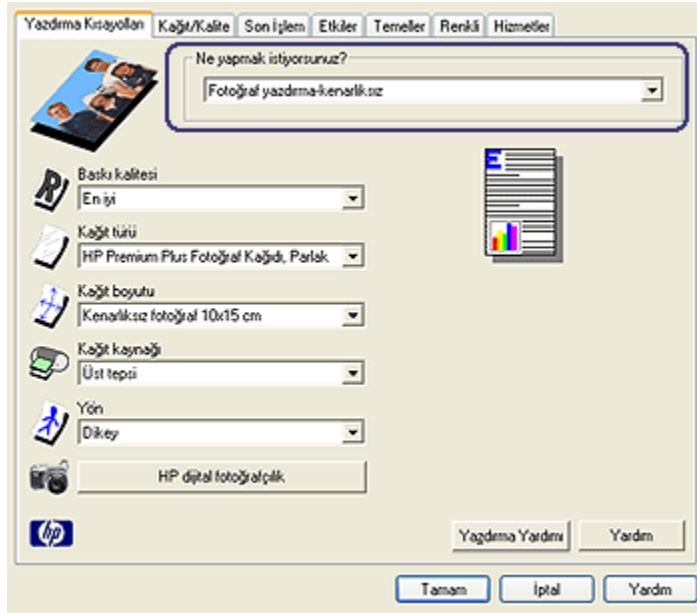 Yazdırma Kısayolları Kağıt/Kalite Son İşlem Etkiler Temeller Renkli Hizmetler
Ne yapmak istiyorsunuz?
Fotoğraf yazdırma-kenarlıksız
Baskı kalitesi
En iyi
Kağıt türü
HP Premium Plus Fotoğraf Kağıdı, Parlak
Kağıt boyutu
Kenarlıksız fotoğraf 10x15 cm
Kağıt kaynağı
Üst tepsi
Yön
Dikey
HP dijital fotoğrafçılık
hp
Yazdırma Yardımı Yardım
Tamam İptal Yardım